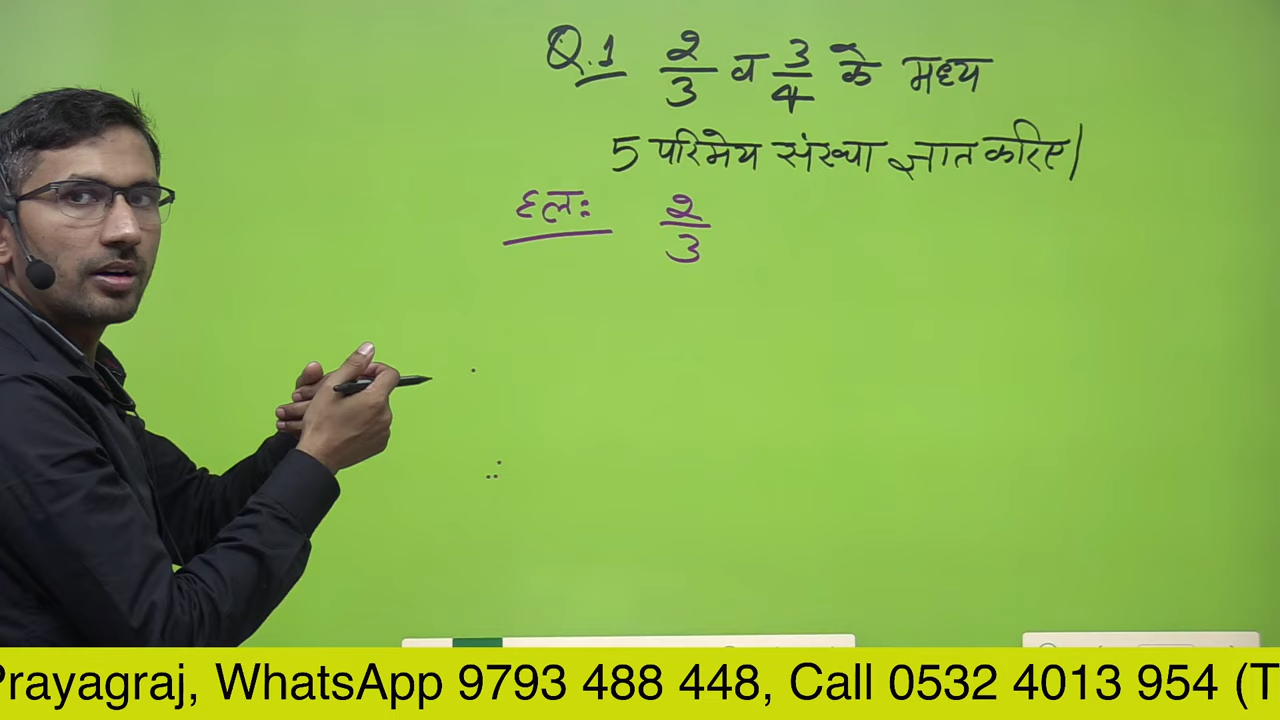 Q.1 2/3 व 3/4 के मध्य
5 परिमेय संख्या ज्ञात करिए।
हलः 2/3
Prayagraj, WhatsApp 9793 488 448, Call 0532 4013 954 (T